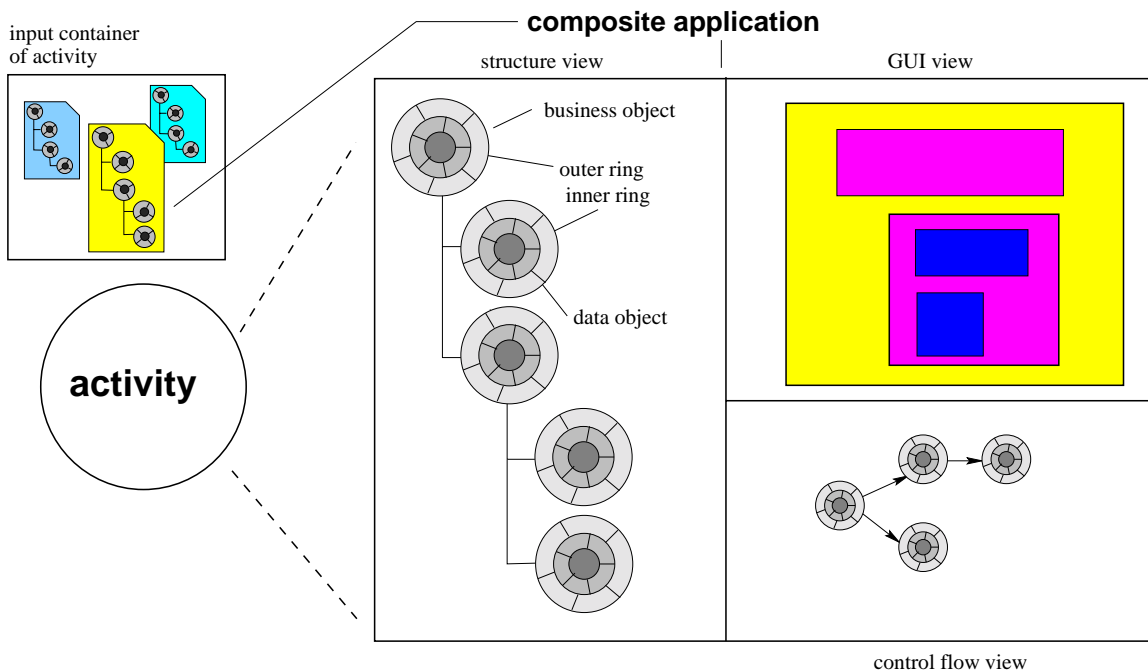 composite application
input container
of activity
structure view
GUI view
business object
outer ring
inner ring
data object
activity
control flow view